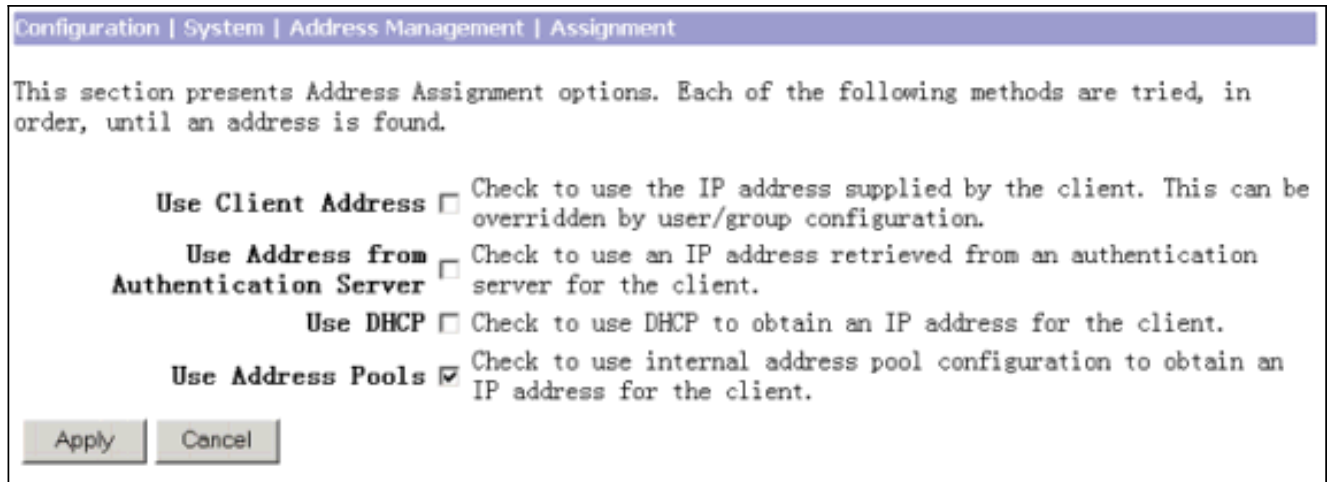 Configuration | System | Address Management | Assignment
This section presents Address Assignment options. Each of the following methods are tried, in
order, until an address is found.
Use Client Address
Check to use the IP address supplied by the client. This can be
overridden by user/group configuration.
Use Address from
Authentication Server
Check to use an IP address retrieved from an authentication
server for the client.
Use DHCP
Check to use DHCP to obtain an IP address for the client.
Use Address Pools
Check to use internal address pool configuration to obtain an
IP address for the client.
Apply
Cancel